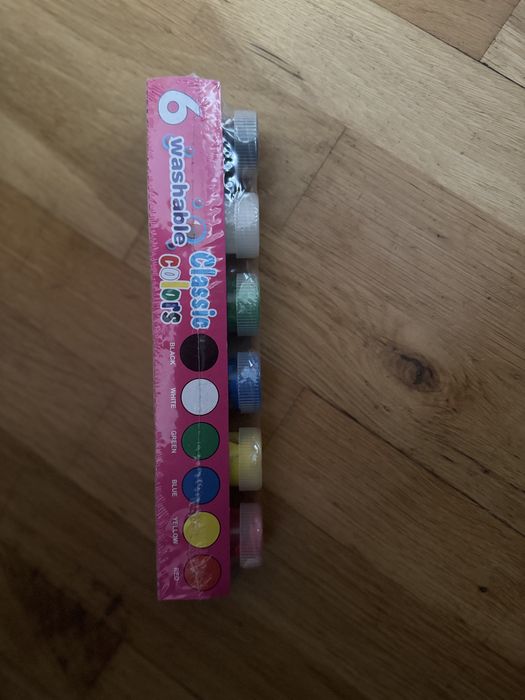 6 washable
Classic
colors
BLACK
WHITE
GREEN
BLUE
YELLOW
RED